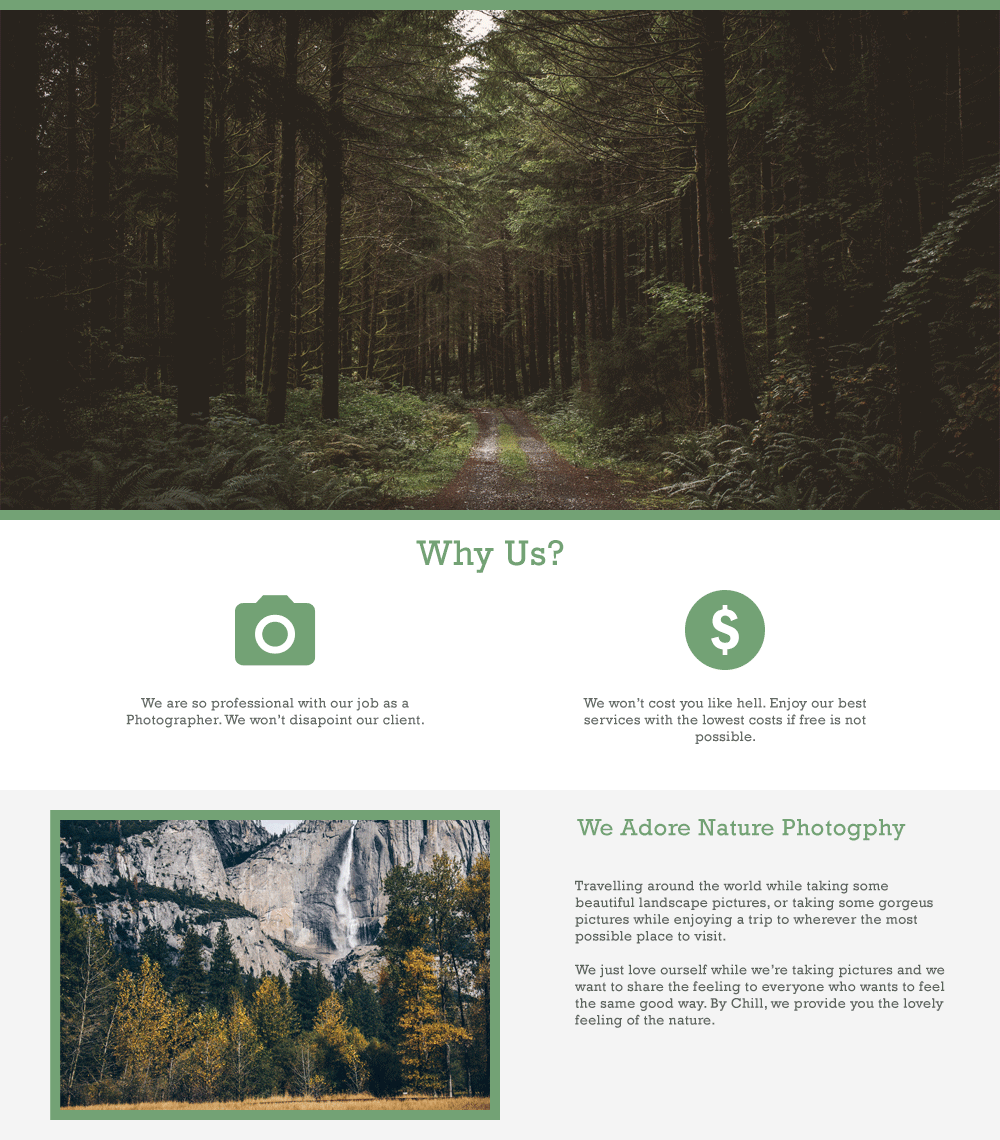 Why Us?
$
We are so professional with our job as a
Photographer. We won't disapoint our client.
We won't cost you like hell. Enjoy our best
services with the lowest costs if free is not
possible.
We Adore Nature Photogphy
Travelling around the world while taking some
beautiful landscape pictures, or taking some gorgeus
pictures while enjoying a trip to wherever the most
possible place to visit.
We just love ourself while we're taking pictures and we
want to share the feeling to everyone who wants to feel
the same good way. By Chill, we provide you the lovely
feeling of the nature.